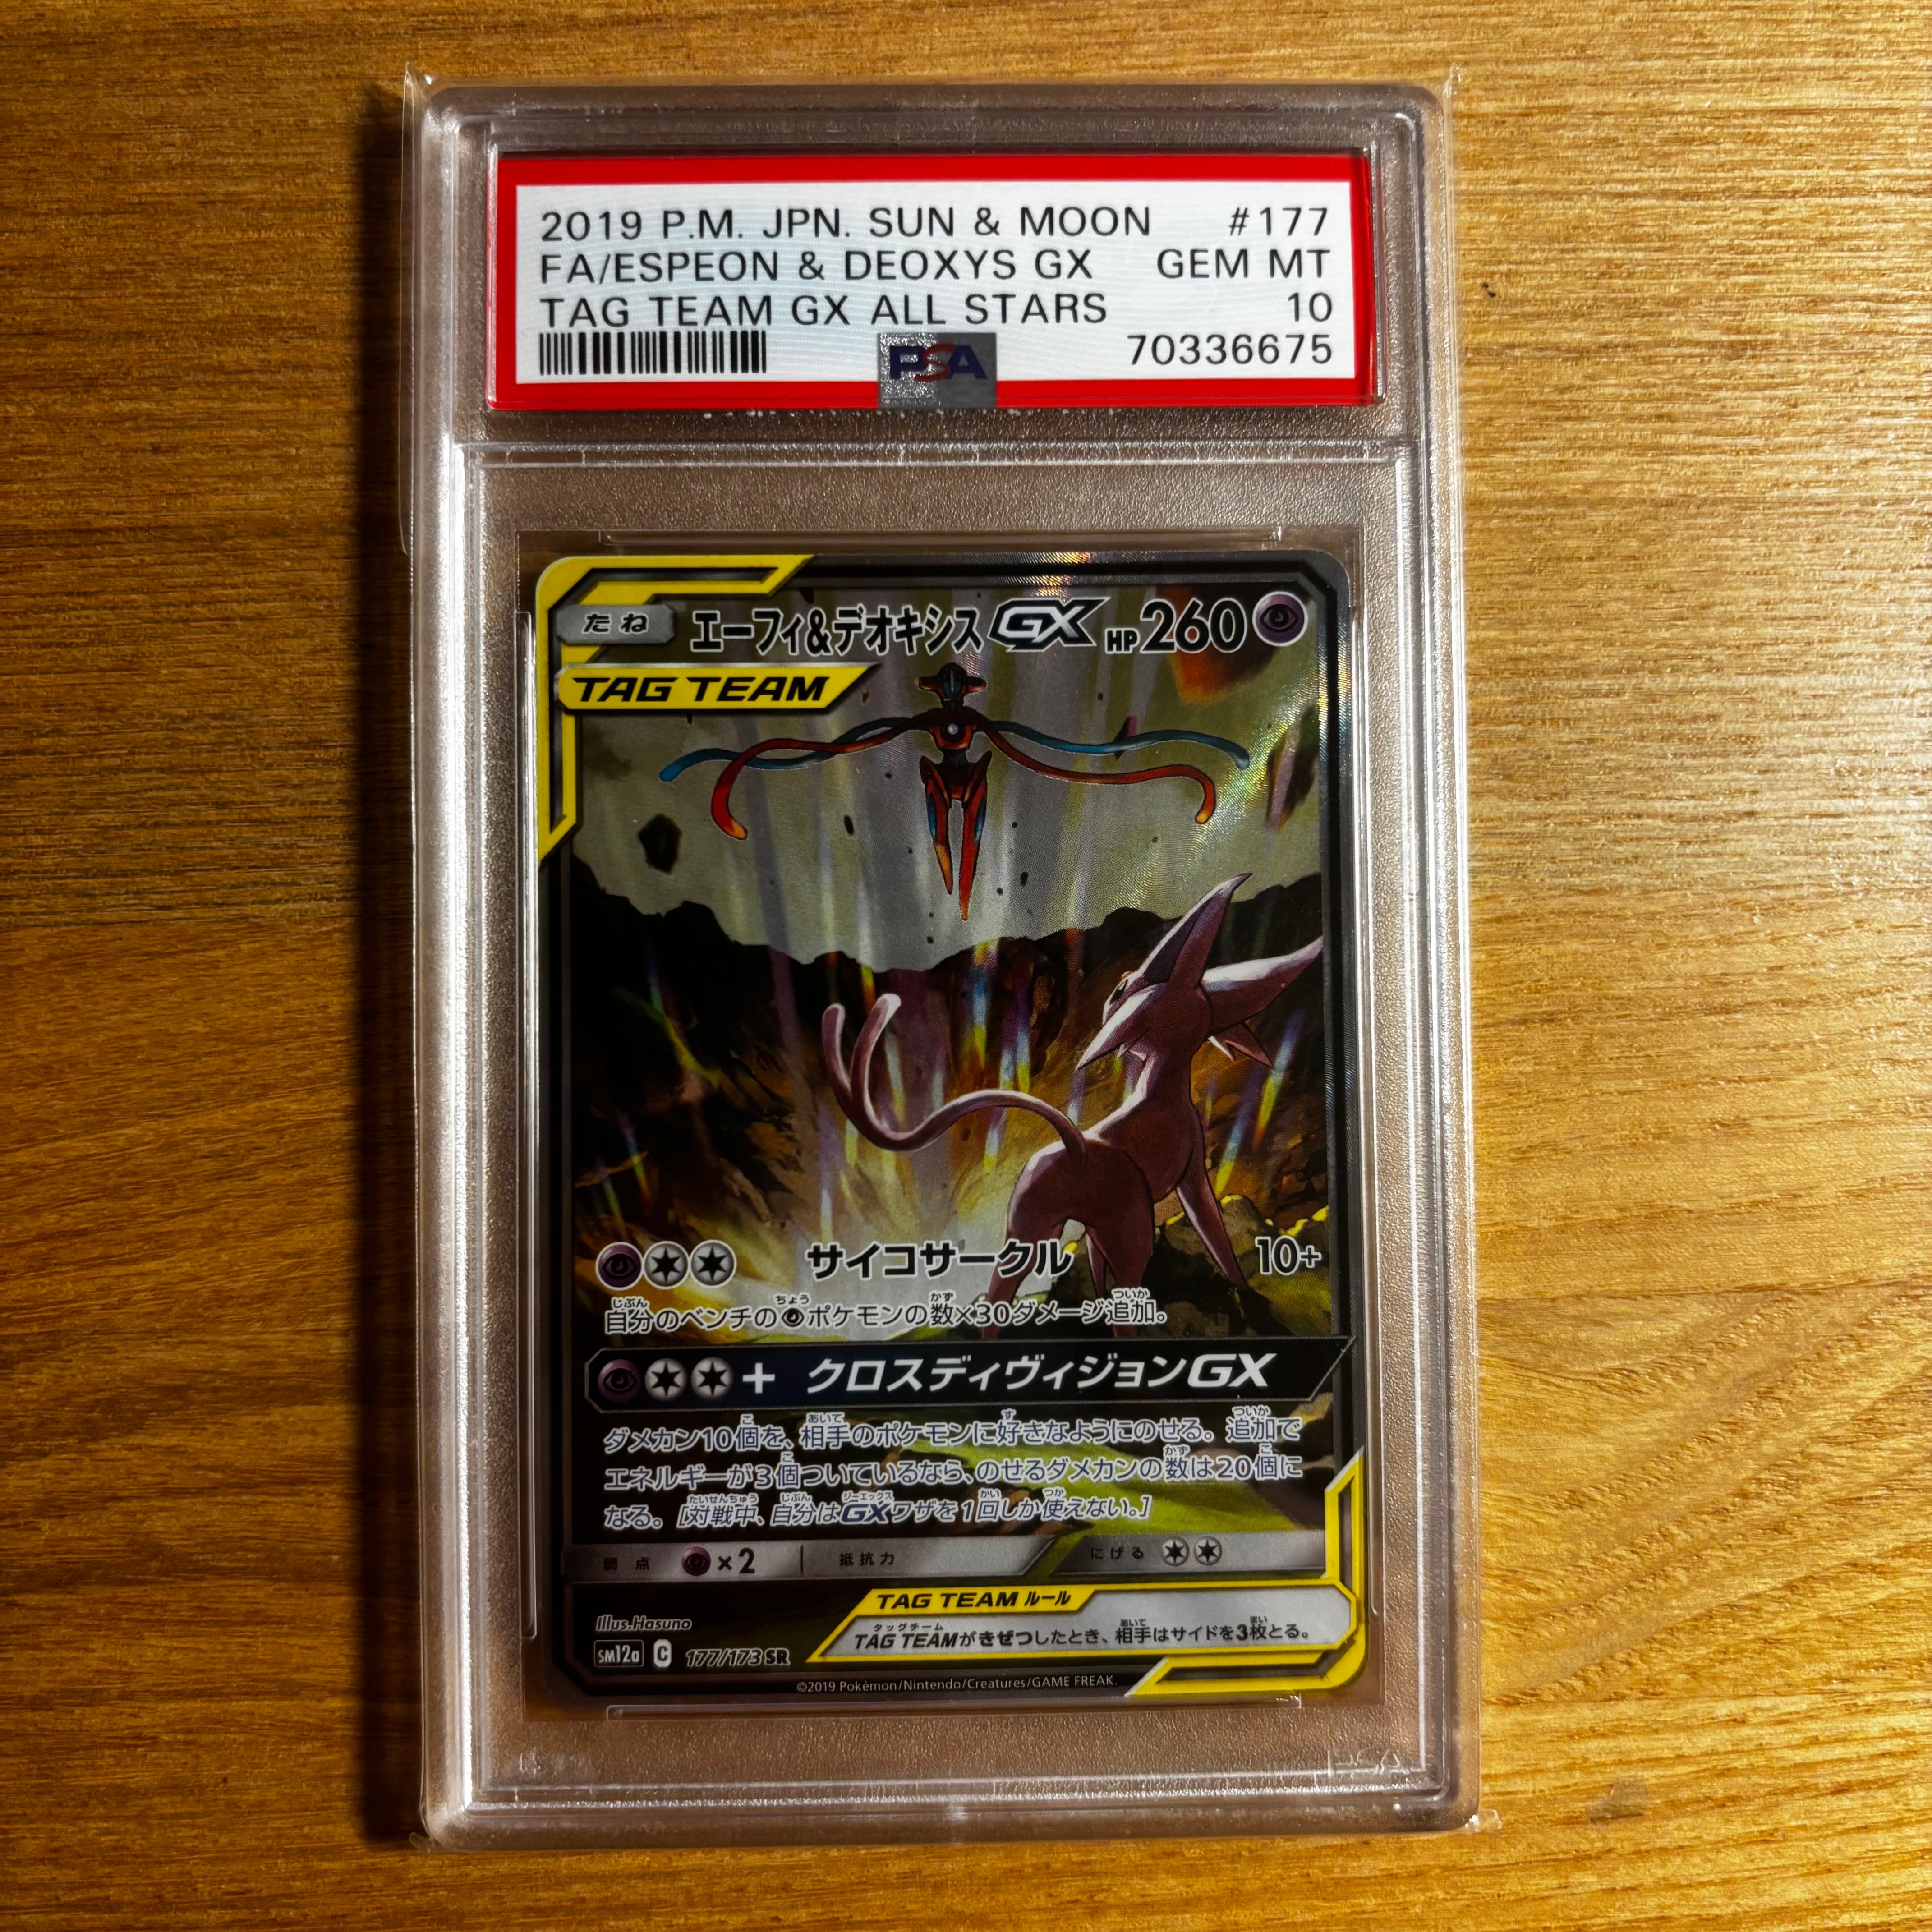 2019 P.M. JPN. SUN & MOON #177
FA/ESPEON & DEOXYS GX GEM MT
TAG TEAM GX ALL STARS 10
PSA 70336675
たね エーフィ&デオキシスGX HP260
TAG TEAM
サイコサークル 10+
自分のベンチのポケモンの数×30ダメージ追加。
+ クロスディヴィジョンGX
ダメカン10個を、相手のポケモンに好きなようにのせる。追加で
エネルギーが3個ついているなら、のせるダメカンの数は20個に
なる。[対戦中、自分はGXワザを1回しか使えない。]
弱点 ×2 抵抗力 にげる
TAG TEAM ルール
TAG TEAMがきぜつしたとき、相手はサイドを3枚とる。
Illus.Hasuno
SM12a C 177/173 SR
©2019 Pokémon/Nintendo/Creatures/GAME FREAK.